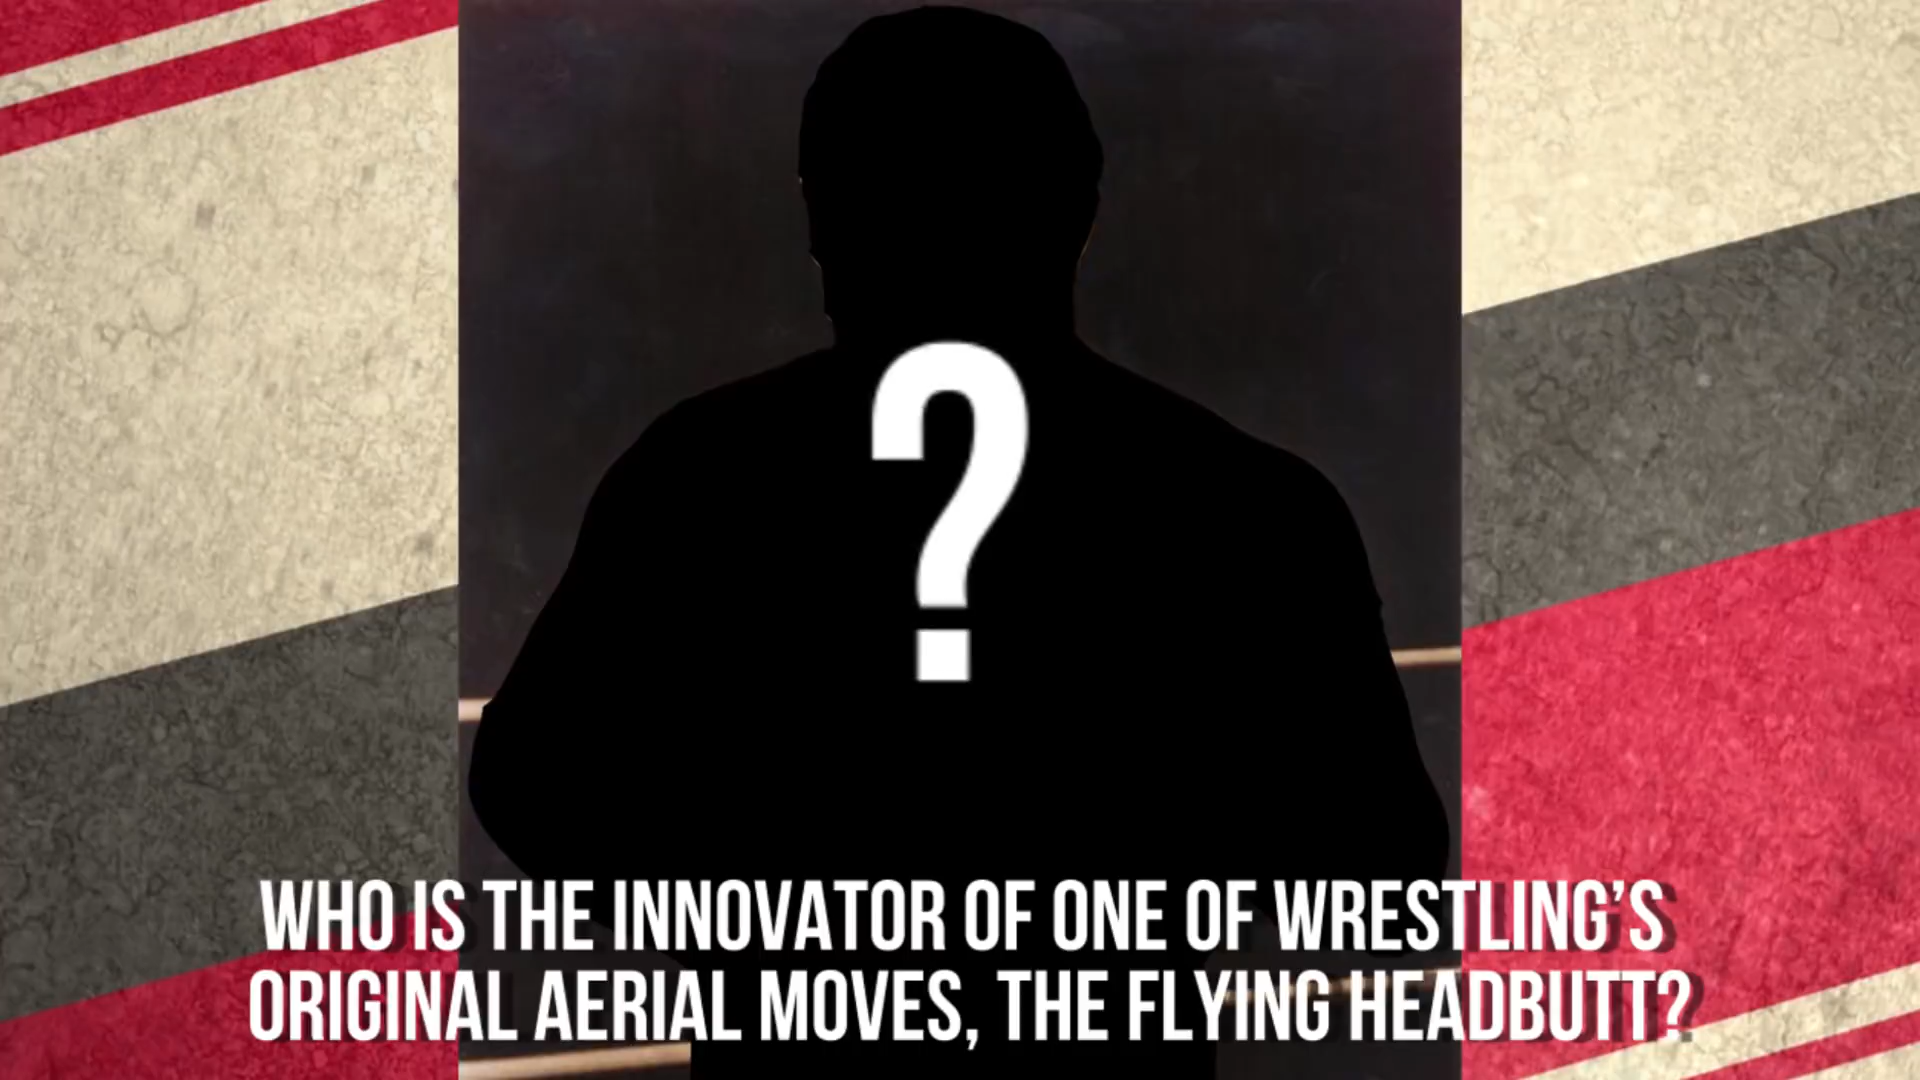 ?
WHO IS THE INNOVATOR OF ONE OF WRESTLING'S
ORIGINAL AERIAL MOVES, THE FLYING HEADBUTT?